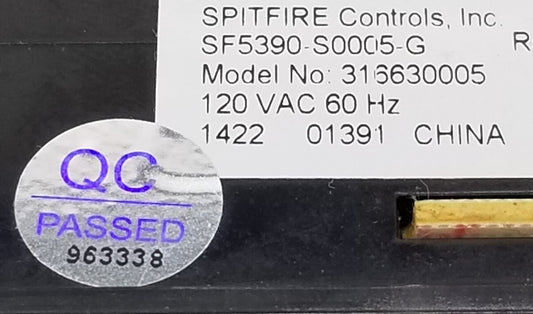 SPITFIRE Controls, Inc.
SF5390-S0005-G R
Model No: 316630005
120 VAC 60 Hz
1422 01391 CHINA
QC
PASSED
963338